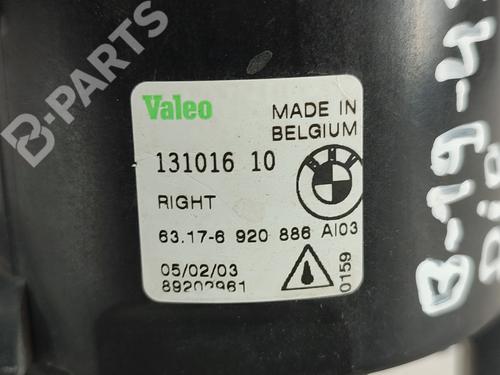 B-PARTS
Valeo
MADE IN
BELGIUM
131016 10
RIGHT
63.17-6 920 886 AI03
05/02/03
89202961
0159
B-19-4